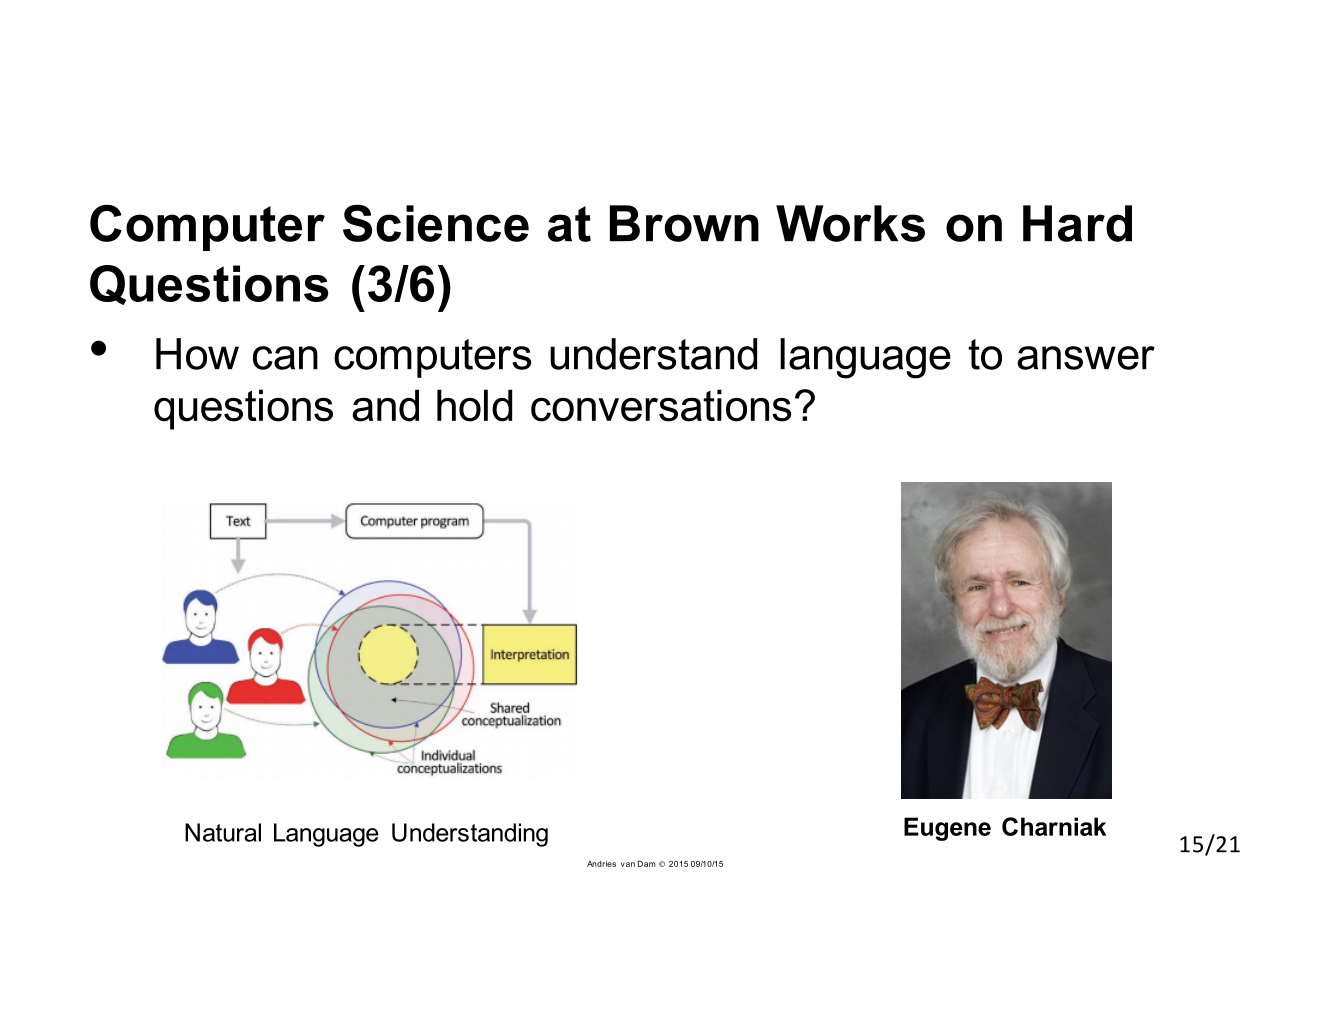 Computer Science at Brown Works on Hard
Questions (3/6)
• How can computers understand language to answer
questions and hold conversations?
Text
Computer program
Interpretation
Shared
conceptualization
Individual
conceptualizations
Natural Language Understanding
Eugene Charniak
15/21
Andries van Dam © 2015 09/10/15